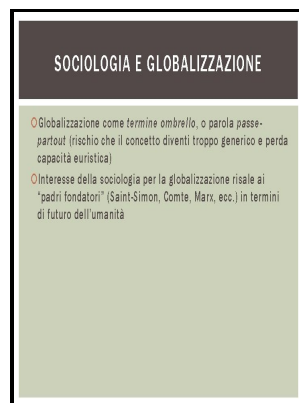 SOCIOLOGIA E GLOBALIZZAZIONE
Globalizzazione come termine ombrello, o parola passe-
partout (rischio che il concetto diventi troppo generico e perda
capacità euristica)
Interesse della sociologia per la globalizzazione risale ai
“padri fondatori” (Saint-Simon, Comte, Marx, ecc.) in termini
di futuro dell’umanità